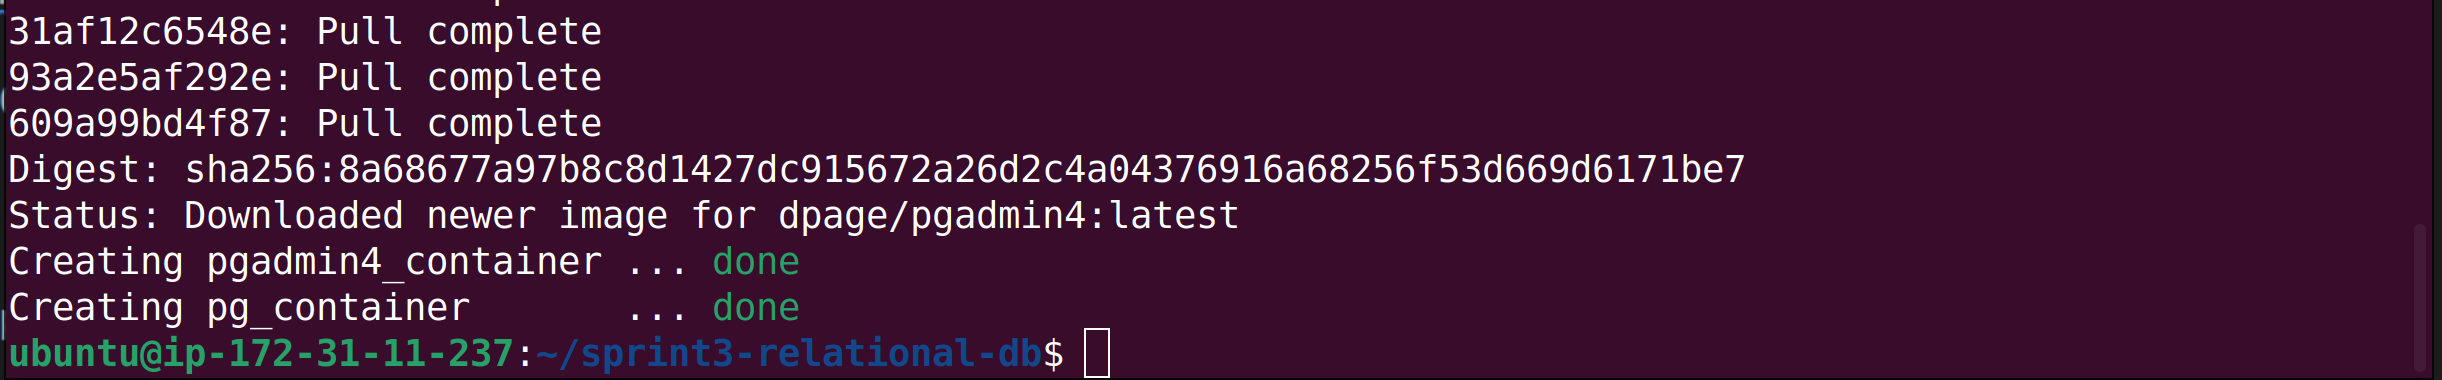 31af12c6548e: Pull complete
93a2e5af292e: Pull complete
609a99bd4f87: Pull complete
Digest: sha256:8a68677a97b8c8d1427dc915672a26d2c4a04376916a68256f53d669d6171be7
Status: Downloaded newer image for dpage/pgadmin4:latest
Creating pgadmin4_container ... done
Creating pg_container       ... done
ubuntu@ip-172-31-11-237:~/sprint3-relational-db$